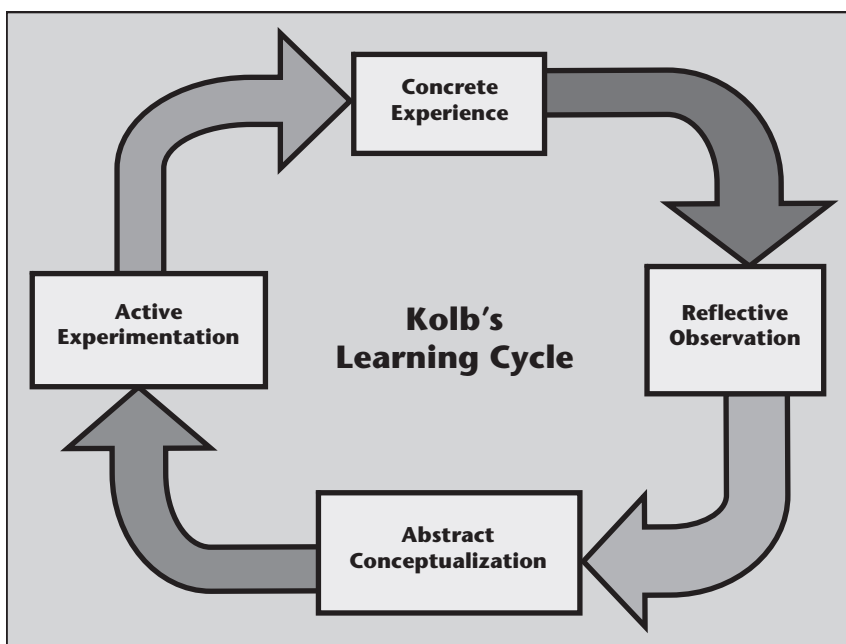 Concrete
Experience
Reflective
Observation
Abstract
Conceptualization
Active
Experimentation
Kolb’s
Learning Cycle